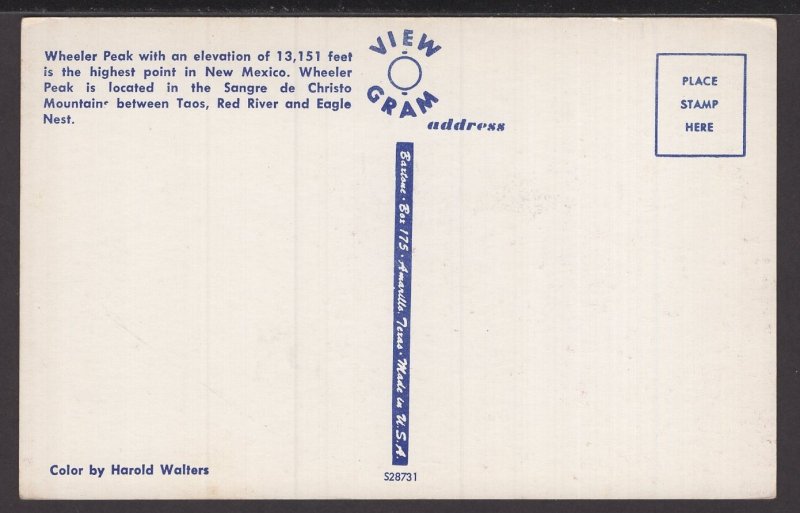 Wheeler Peak with an elevation of 13,151 feet
is the highest point in New Mexico. Wheeler
Peak is located in the Sangre de Christo
Mountains between Taos, Red River and Eagle
Nest.
VIEW
GRAM
address
PLACE
STAMP
HERE
Baxtone · Box 175 · Amarillo, Texas · Made in U.S.A.
Color by Harold Walters
S28731